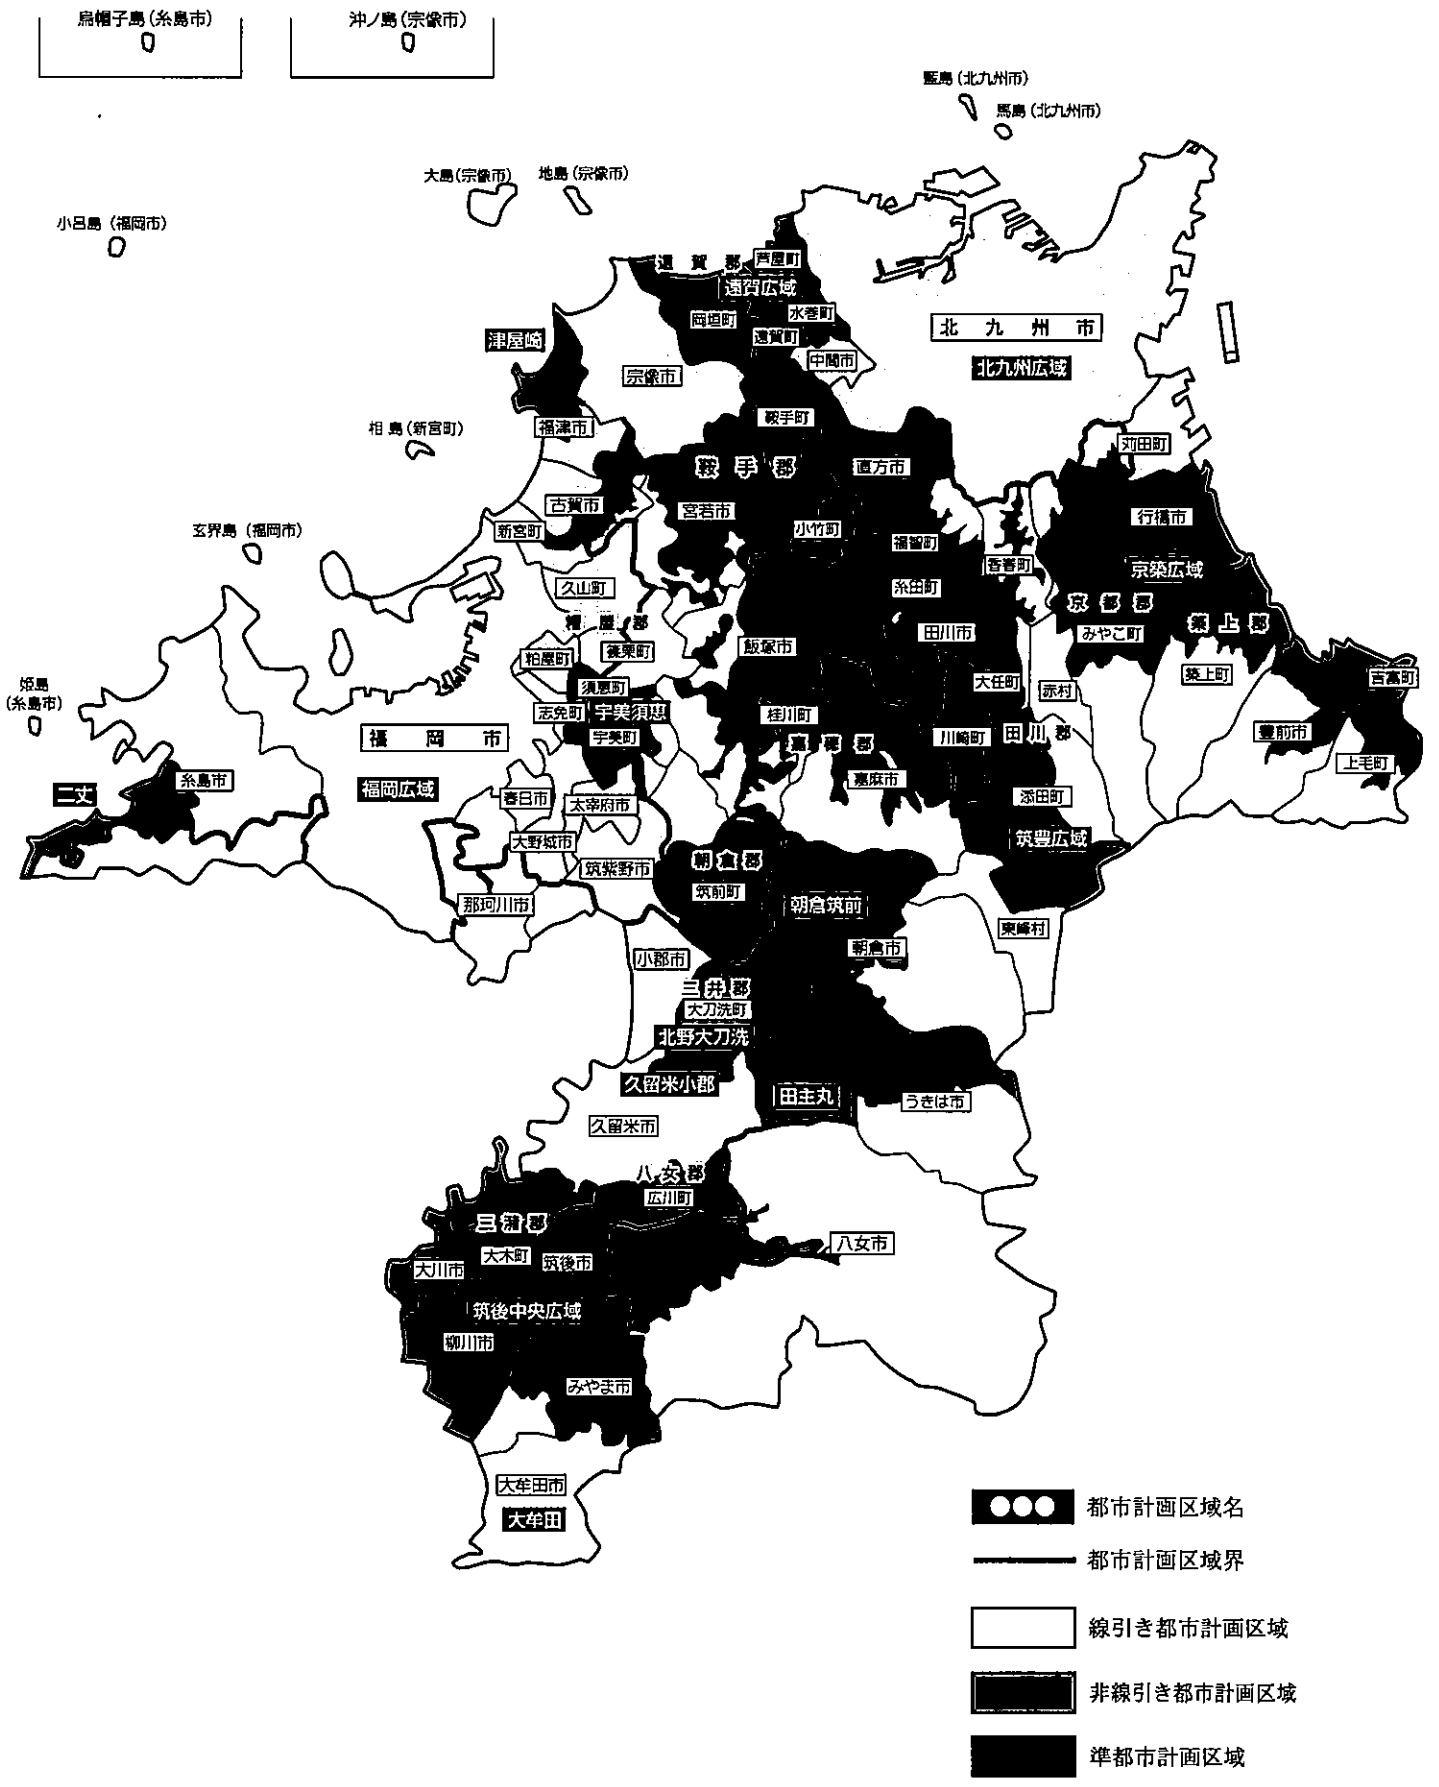 烏帽子島(糸島市)
沖ノ島(宗像市)
藍島(北九州市)
馬島(北九州市)
大島(宗像市)
地島(宗像市)
小呂島(福岡市)
遠賀郡
芦屋町
遠賀広域
岡垣町
水巻町
遠賀町
北九州市
津屋崎
中間市
北九州広域
宗像市
鞍手町
相島(新宮町)
福津市
苅田町
鞍手郡
直方市
古賀市
宮若市
行橋市
玄界島(福岡市)
新宮町
小竹町
福智町
香春町
京築広域
久山町
糸田町
京都郡
糟屋郡
築上郡
田川市
みやこ町
飯塚市
篠栗町
粕屋町
姫島
(糸島市)
須恵町
大任町
赤村
築上町
吉富町
志免町
宇美須恵
桂川町
福岡市
宇美町
嘉穂郡
川崎町
田川郡
豊前市
上毛町
糸島市
嘉麻市
二丈
福岡広域
春日市
太宰府市
添田町
大野城市
筑豊広域
朝倉郡
筑紫野市
筑前町
那珂川市
朝倉筑前
東峰村
小郡市
朝倉市
三井郡
大刀洗町
北野大刀洗
久留米小郡
田主丸
うきは市
久留米市
八女郡
広川町
三潴郡
八女市
大木町
筑後市
大川市
筑後中央広域
柳川市
みやま市
大牟田市
大牟田
都市計画区域名
都市計画区域界
線引き都市計画区域
非線引き都市計画区域
準都市計画区域